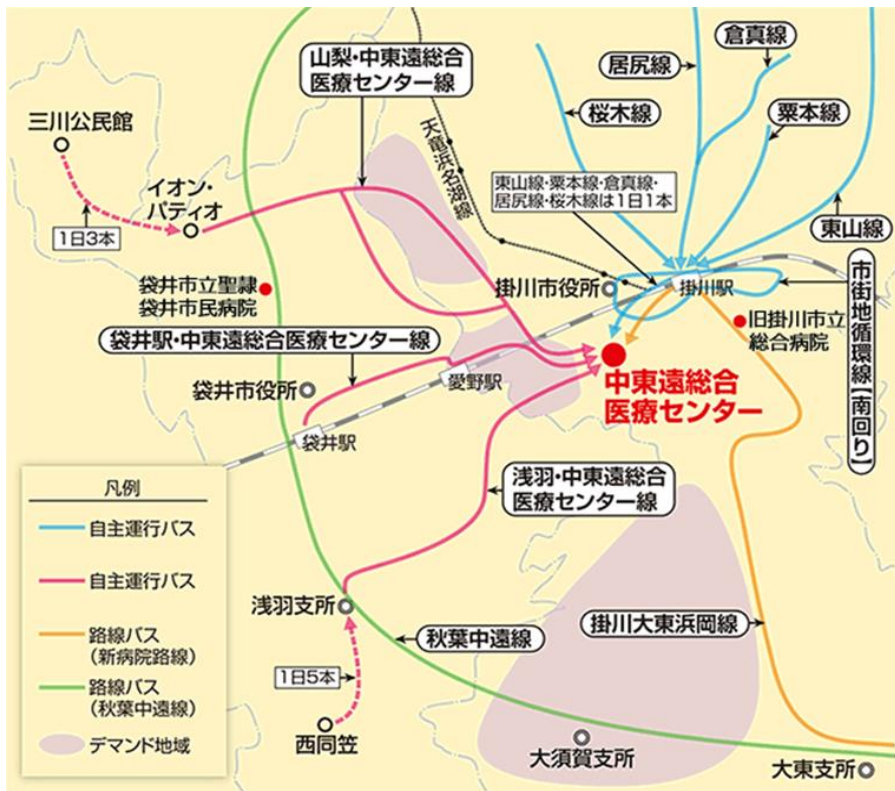 山梨・中東遠総合
医療センター線
倉真線
居尻線
桜木線
粟本線
三川公民館
天竜浜名湖線
東山線・粟本線・倉真線・
居尻線・桜木線は1日1本
イオン・
パティオ
1日3本
東山線
市街地循環線【南回り】
掛川市役所
掛川駅
袋井市立聖隷
袋井市民病院
旧掛川市立
総合病院
袋井駅・中東遠総合医療センター線
愛野駅
中東遠総合
医療センター
袋井市役所
袋井駅
浅羽・中東遠総合
医療センター線
凡例
自主運行バス
自主運行バス
路線バス
(新病院路線)
路線バス
(秋葉中遠線)
デマンド地域
浅羽支所
秋葉中遠線
掛川大東浜岡線
1日5本
西同笠
大須賀支所
大東支所